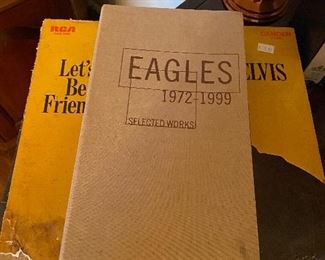 RCA
Let's
Be
Frien
EAGLES
1972-1999
SELECTED WORKS
CAMDEN
ELVIS